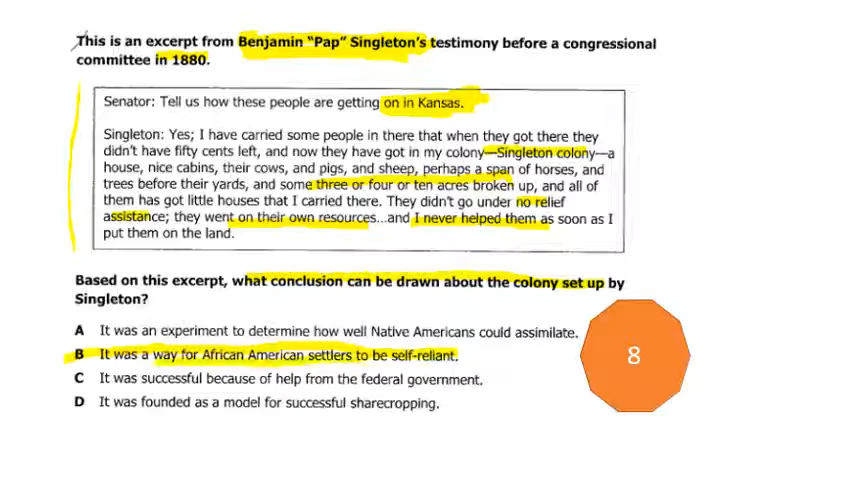 This is an excerpt from Benjamin "Pap" Singleton's testimony before a congressional
committee in 1880.
Senator: Tell us how these people are getting on in Kansas.
Singleton: Yes; I have carried some people in there that when they got there they
didn't have fifty cents left, and now they have got in my colony—Singleton colony—a
house, nice cabins, their cows, and pigs, and sheep, perhaps a span of horses, and
trees before their yards, and some three or four or ten acres broken up, and all of
them has got little houses that I carried there. They didn't go under no relief
assistance; they went on their own resources...and I never helped them as soon as I
put them on the land.
Based on this excerpt, what conclusion can be drawn about the colony set up by
Singleton?
A It was an experiment to determine how well Native Americans could assimilate.
B It was a way for African American settlers to be self-reliant.
C It was successful because of help from the federal government.
D It was founded as a model for successful sharecropping.
8